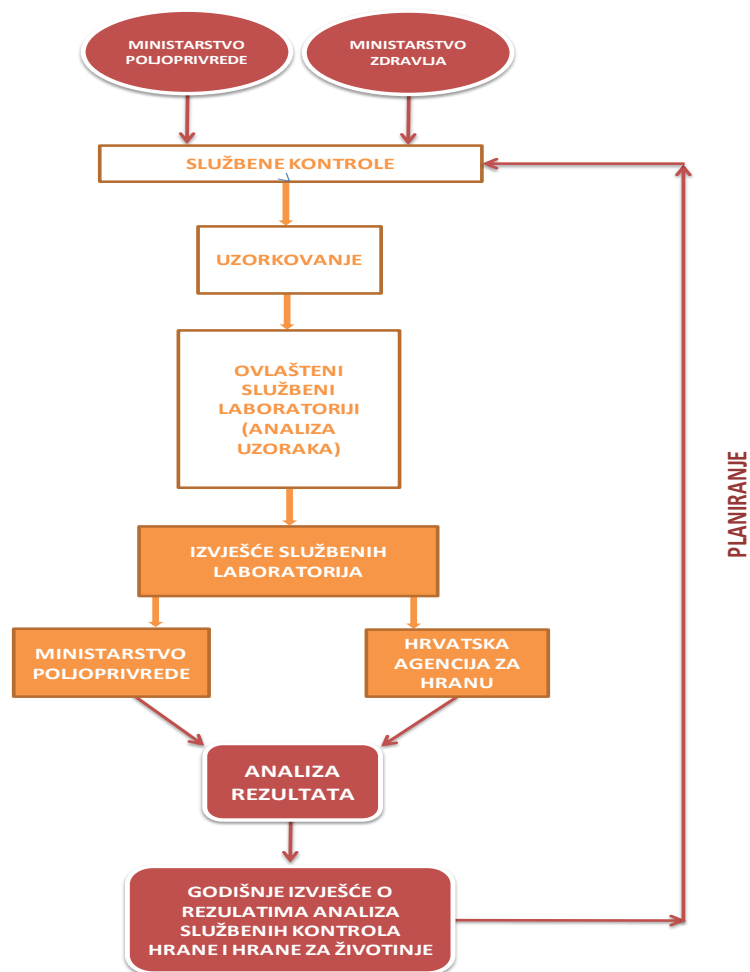 MINISTARSTVO
POLJOPRIVREDE
MINISTARSTVO
ZDRAVLJA
SLUŽBENE KONTROLE
UZORKOVANJE
OVLAŠTENI
SLUŽBENI
LABORATORIJI
(ANALIZA
UZORAKA)
IZVJEŠĆE SLUŽBENIH
LABORATORIJA
MINISTARSTVO
POLJOPRIVREDE
HRVATSKA
AGENCIJA ZA
HRANU
ANALIZA
REZULTATA
GODIŠNJE IZVJEŠĆE O
REZULATIMA ANALIZA
SLUŽBENIH KONTROLA
HRANE I HRANE ZA ŽIVOTINJE
PLANIRANJE